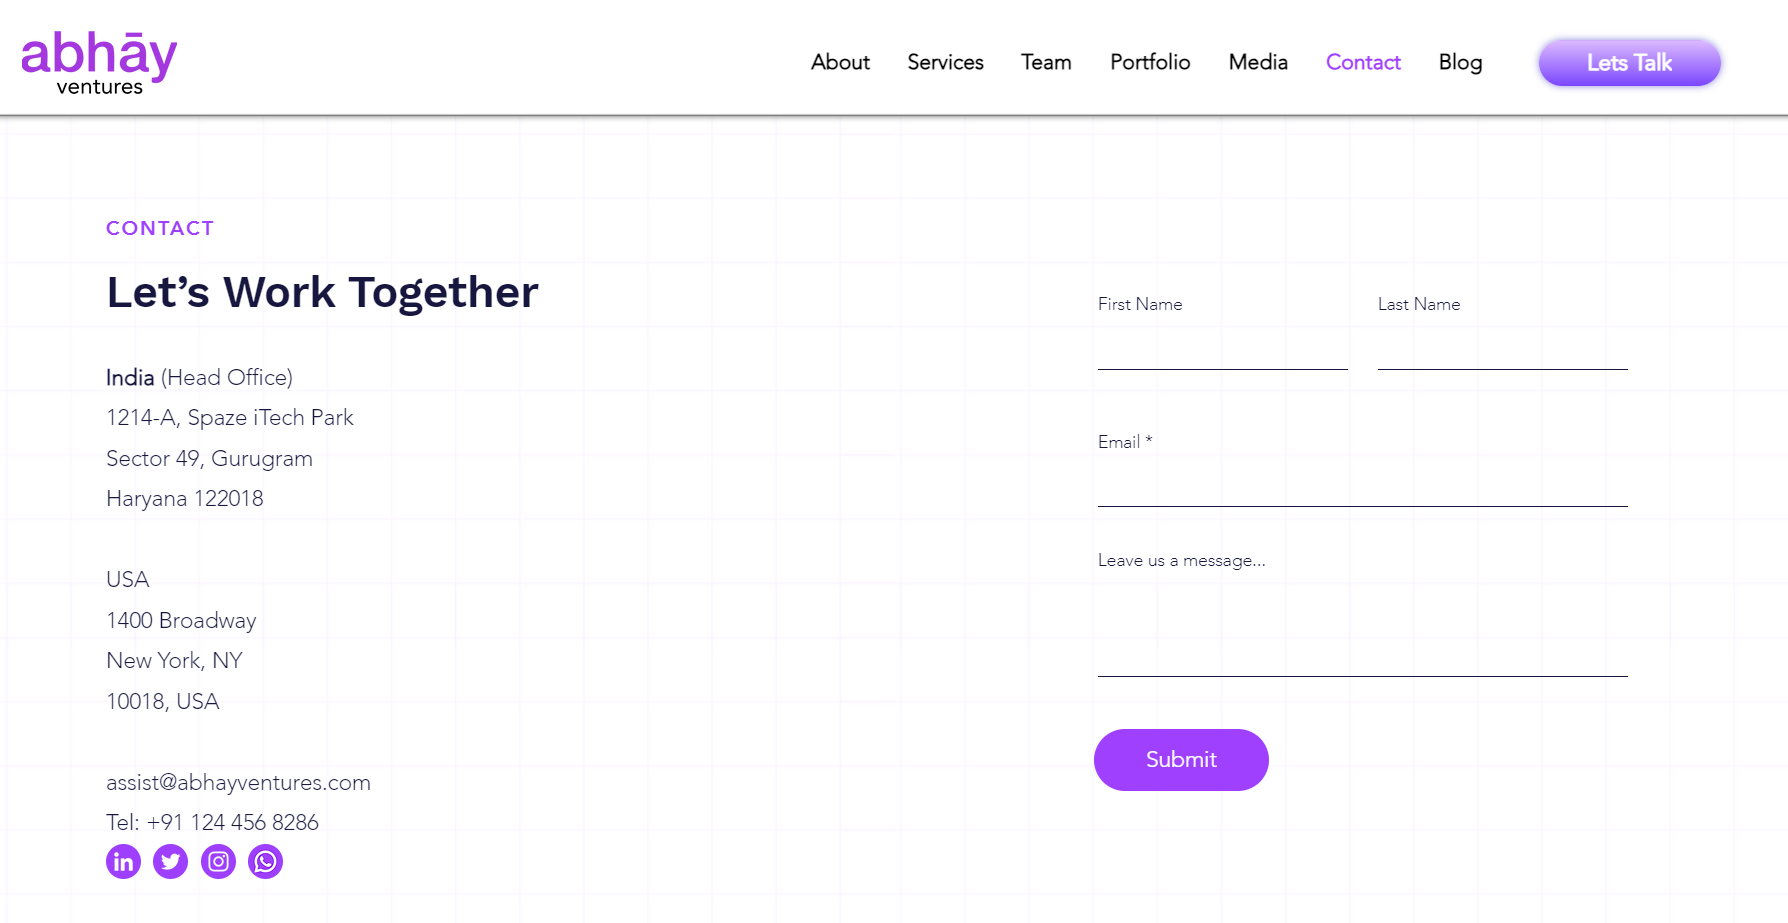 abhāy
ventures
About Services Team Portfolio Media Contact Blog Lets Talk
CONTACT
Let’s Work Together
India (Head Office)
1214-A, Spaze iTech Park
Sector 49, Gurugram
Haryana 122018
USA
1400 Broadway
New York, NY
10018, USA
assist@abhayventures.com
Tel: +91 124 456 8286
in
First Name Last Name
Email *
Leave us a message...
Submit